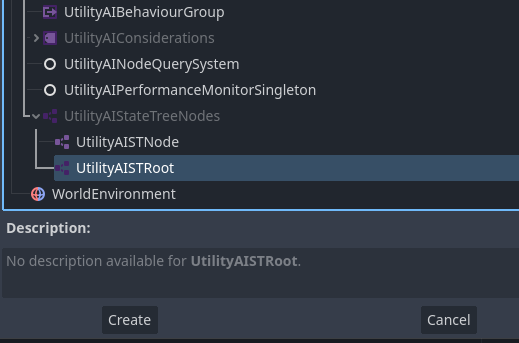 UtilityAIBehaviourGroup
UtilityAIConsiderations
UtilityAINodeQuerySystem
UtilityAIPerformanceMonitorSingleton
UtilityAIStateTreeNodes
UtilityAISTNode
UtilityAISTRoot
WorldEnvironment
Description:
No description available for UtilityAISTRoot.
Create Cancel